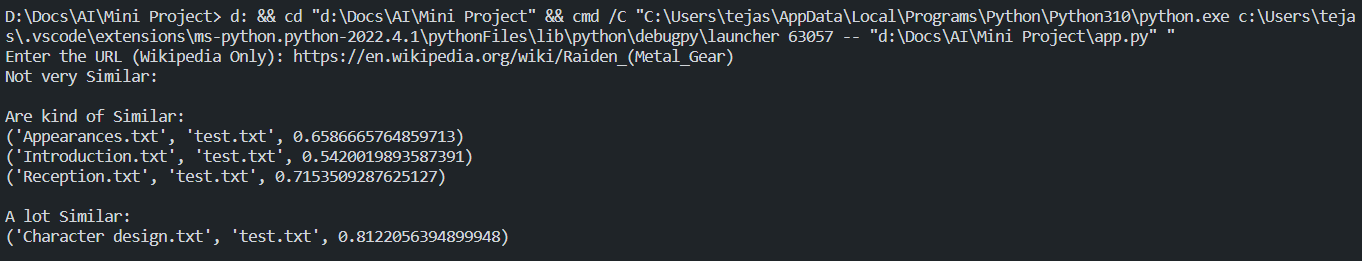 D:\Docs\AI\Mini Project> d: && cd "d:\Docs\AI\Mini Project" && cmd /C "C:\Users\tejas\AppData\Local\Programs\Python\Python310\python.exe c:\Users\teja
s\.vscode\extensions\ms-python.python-2022.4.1\pythonFiles\lib\python\debugpy\launcher 63057 -- "d:\Docs\AI\Mini Project\app.py" "
Enter the URL (Wikipedia Only): https://en.wikipedia.org/wiki/Raiden_(Metal_Gear)
Not very Similar:
Are kind of Similar:
('Appearances.txt', 'test.txt', 0.6586665764859713)
('Introduction.txt', 'test.txt', 0.5420019893587391)
('Reception.txt', 'test.txt', 0.7153509287625127)
A lot Similar:
('Character design.txt', 'test.txt', 0.8122056394899948)